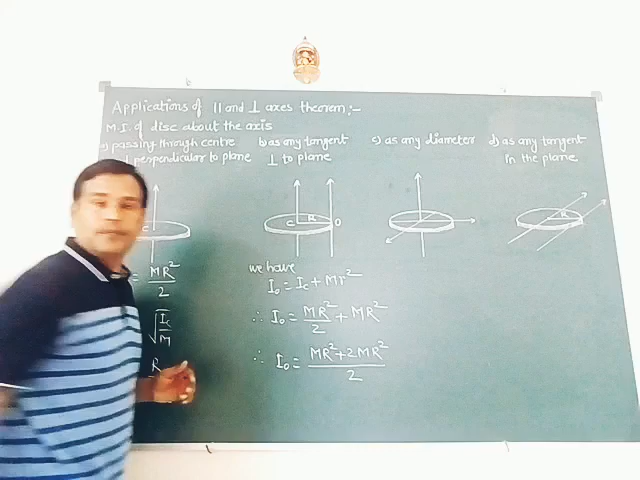 Applications of || and ⊥ axes theorem:-
M.I. of disc about the axis
a) passing through centre
⊥ perpendicular to plane
C
= MR²/2
√(Ic/M)
R
b) as any tangent
⊥ to plane
C R O
we have
I₀ = Ic + Mr²
∴ I₀ = MR²/2 + MR²
∴ I₀ = (MR²+2MR²)/2
c) as any diameter
d) as any tangent
in the plane
R